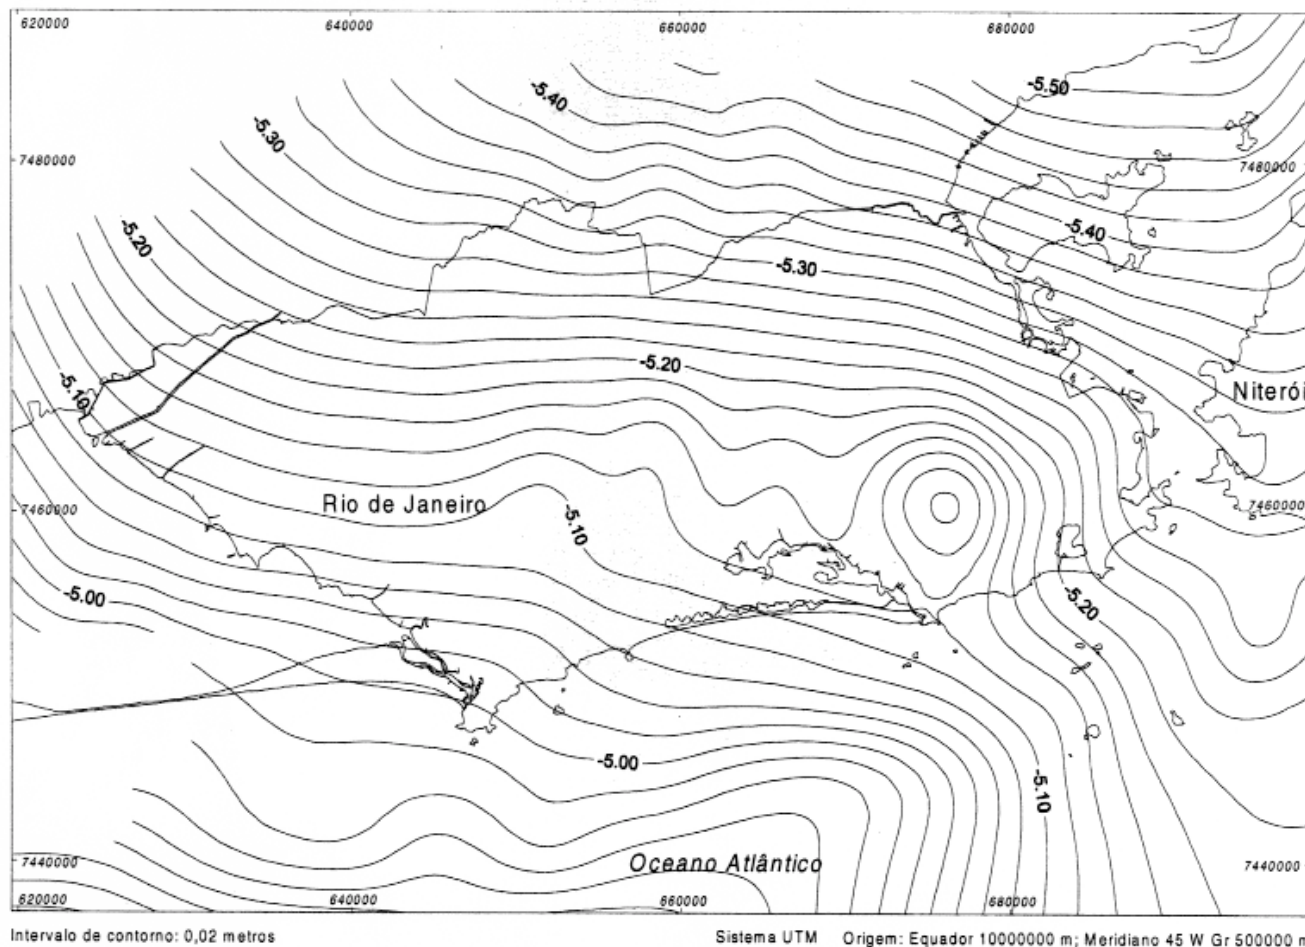 620000 640000 660000 680000
-5.50
-5.40
-5.30
7480000 7480000
-5.20 -5.40
-5.30
-5.20
-5.10 Niterói
Rio de Janeiro 7460000
7460000 -5.10
-5.00 -5.20
-5.00
-5.10
7440000 Oceano Atlântico 7440000
620000 640000 660000 680000
Intervalo de contorno: 0,02 metros Sistema UTM Origem: Equador 10000000 m; Meridiano 45 W Gr 500000 m